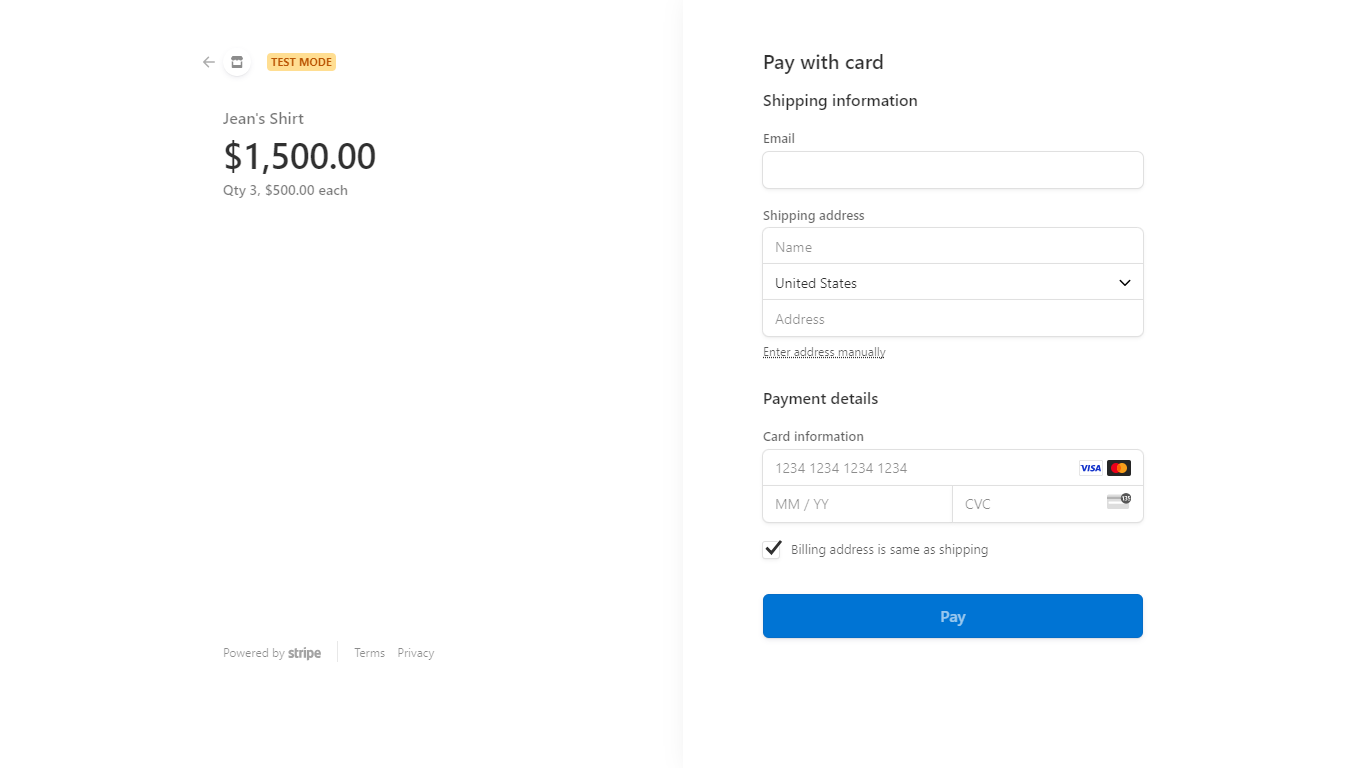 TEST MODE
Jean's Shirt
$1,500.00
Qty 3, $500.00 each
Powered by stripe
Terms
Privacy
Pay with card
Shipping information
Email
Shipping address
Name
United States
Address
Enter address manually
Payment details
Card information
1234 1234 1234 1234
VISA
MM / YY
CVC
135
Billing address is same as shipping
Pay